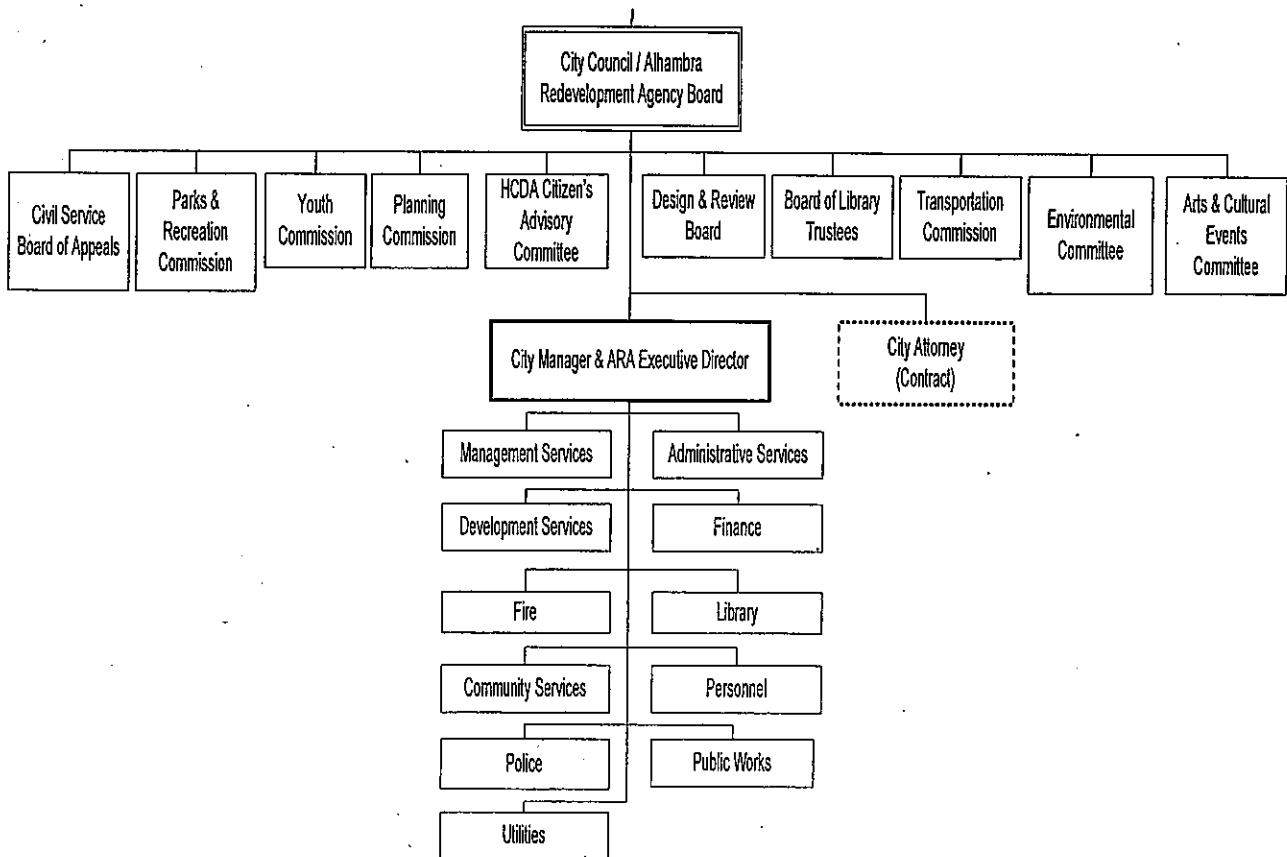 City Council / Alhambra
Redevelopment Agency Board
Civil Service
Board of Appeals
Parks &
Recreation
Commission
Youth
Commission
Planning
Commission
HCDA Citizen's
Advisory
Committee
Design & Review
Board
Board of Library
Trustees
Transportation
Commission
Environmental
Committee
Arts & Cultural
Events
Committee
City Manager & ARA Executive Director
City Attorney
(Contract)
Management Services
Administrative Services
Development Services
Finance
Fire
Library
Community Services
Personnel
Police
Public Works
Utilities